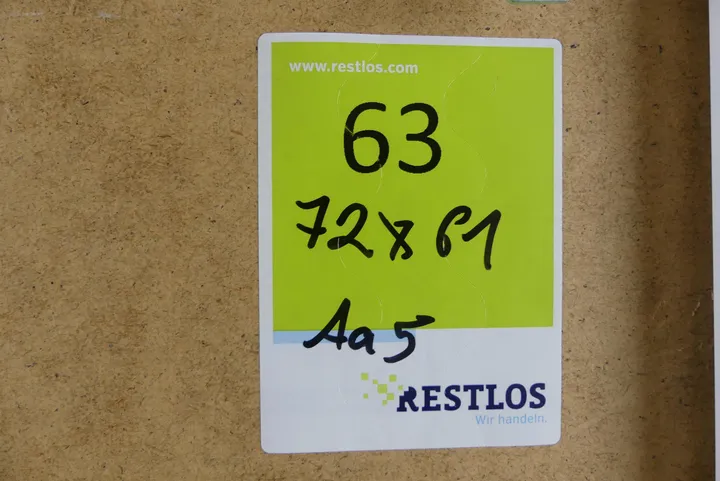 www.restlos.com
63
72x61
Aa5
RESTLOS
Wir handeln.